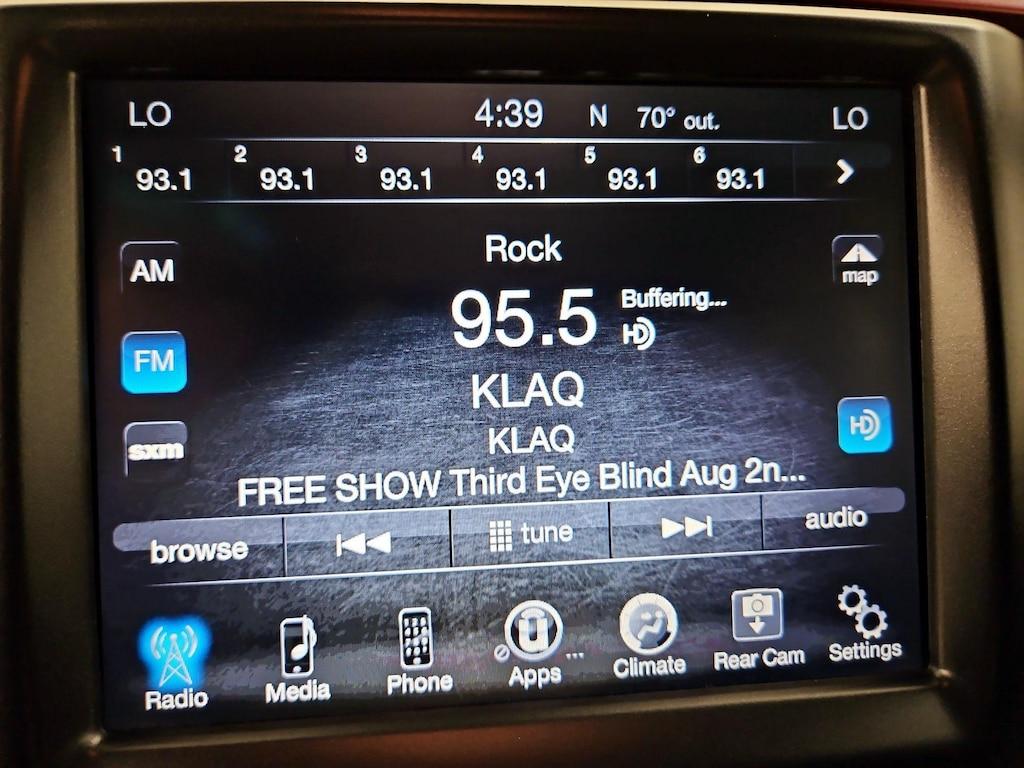 LO 4:39 N 70° out. LO
1 93.1 2 93.1 3 93.1 4 93.1 5 93.1 6 93.1
Rock
AM
map
95.5 Buffering...
HD
FM
KLAQ
HD
sxm
KLAQ
FREE SHOW Third Eye Blind Aug 2n...
browse tune audio
Radio Media Phone Apps ... Climate Rear Cam Settings